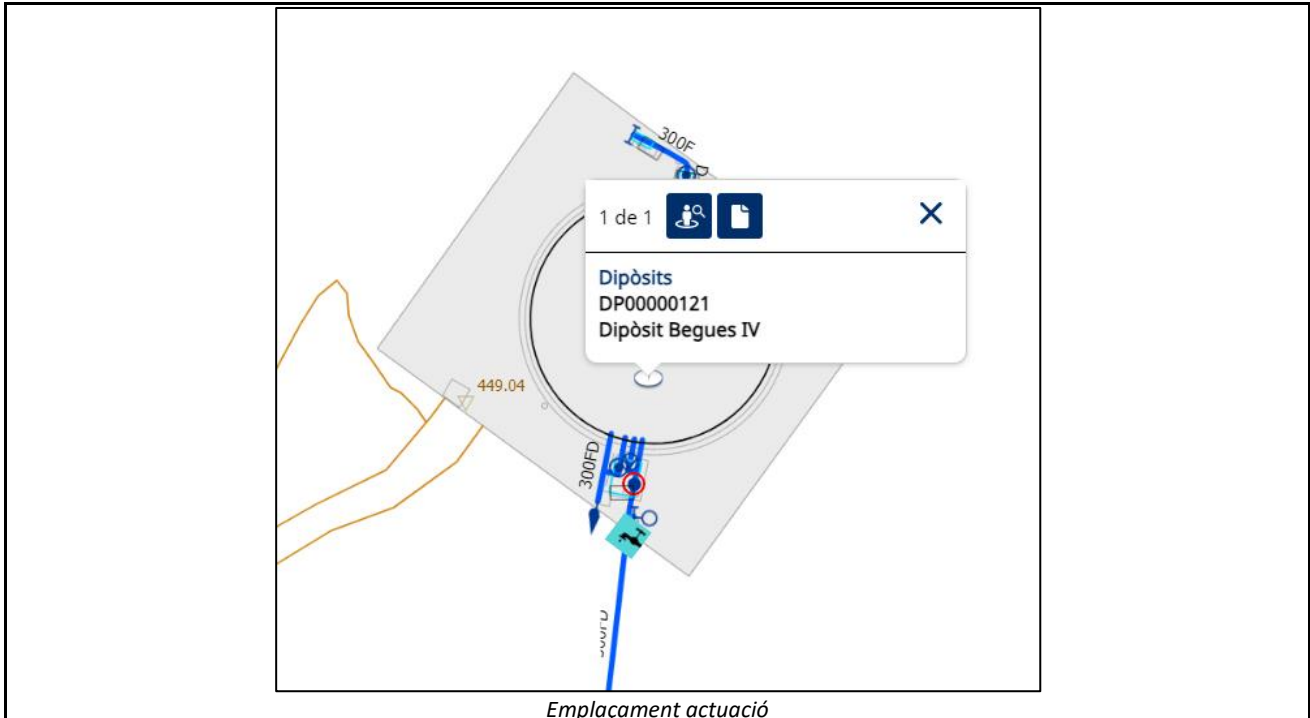 300F
1 de 1
Dipòsits
DP00000121
Dipòsit Begues IV
449.04
300FD
Emplaçament actuació